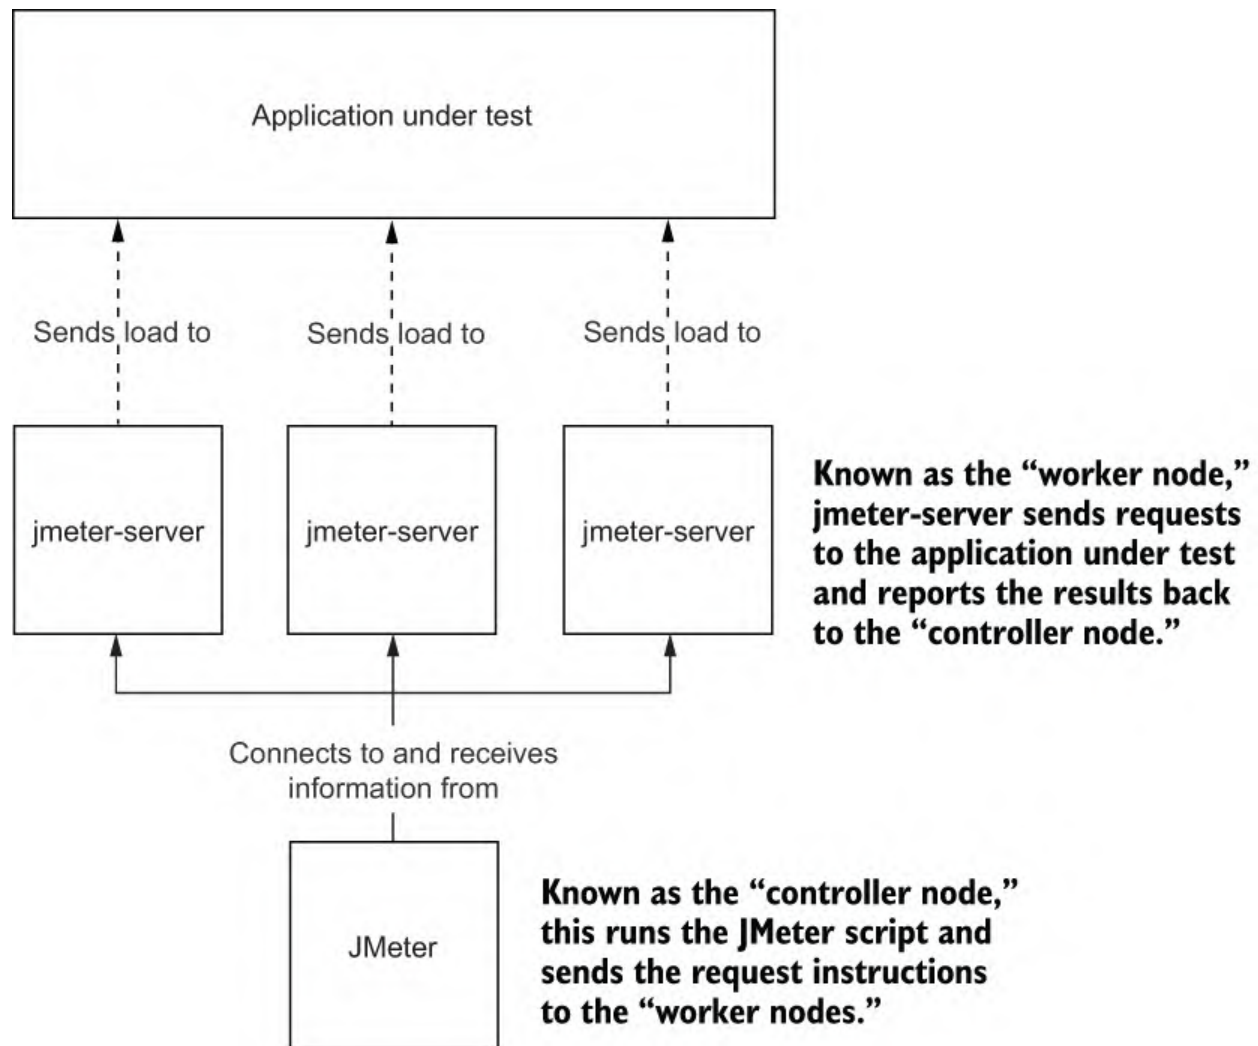 Application under test
Sends load to
Sends load to
Sends load to
jmeter-server
jmeter-server
jmeter-server
Known as the “worker node,”
jmeter-server sends requests
to the application under test
and reports the results back
to the “controller node.”
Connects to and receives
information from
JMeter
Known as the “controller node,”
this runs the JMeter script and
sends the request instructions
to the “worker nodes.”